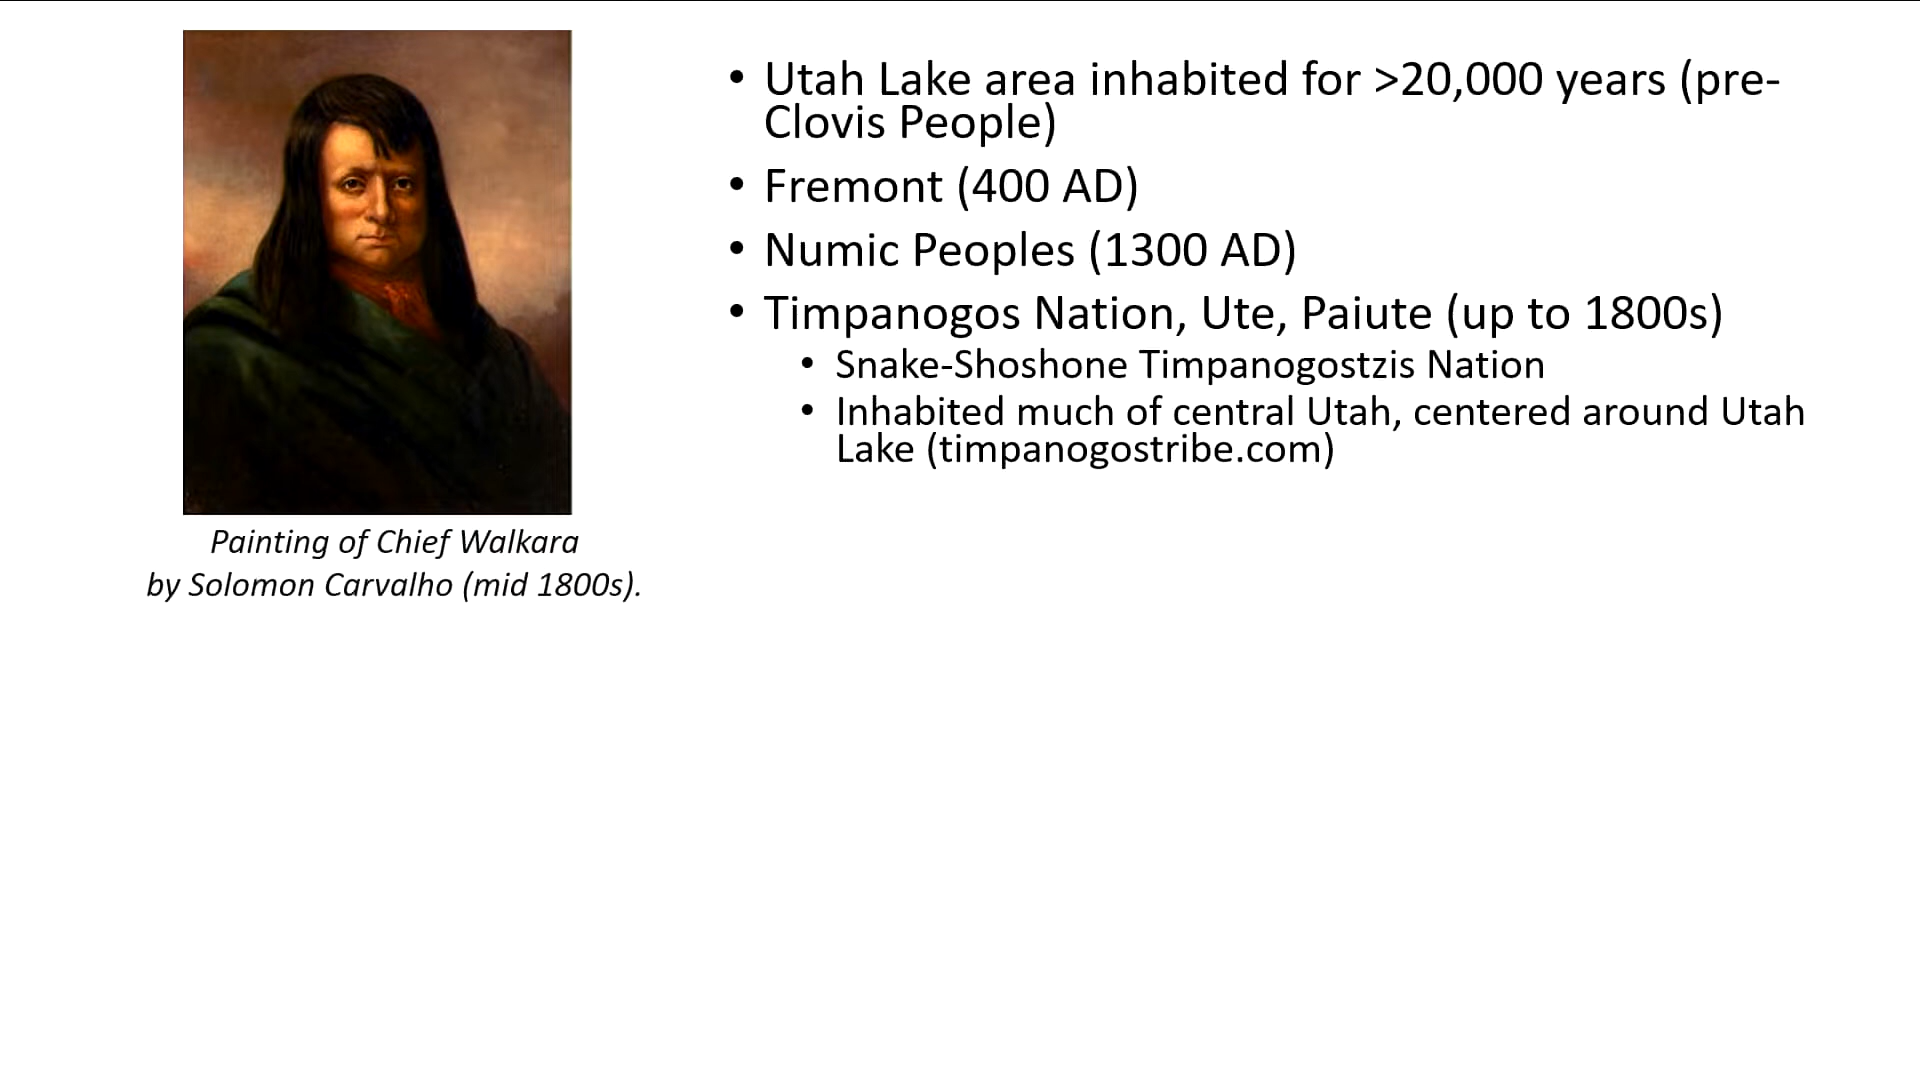 • Utah Lake area inhabited for >20,000 years (pre-
Clovis People)
• Fremont (400 AD)
• Numic Peoples (1300 AD)
• Timpanogos Nation, Ute, Paiute (up to 1800s)
• Snake-Shoshone Timpanogostzis Nation
• Inhabited much of central Utah, centered around Utah
Lake (timpanogostribe.com)
Painting of Chief Walkara
by Solomon Carvalho (mid 1800s).